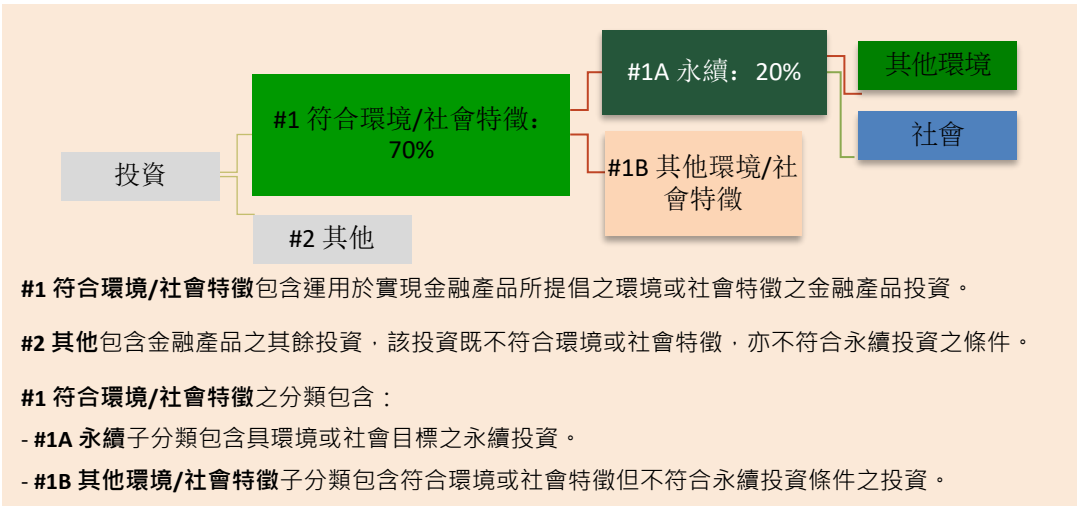 投資
#1 符合環境/社會特徵：
70%
#2 其他
#1A 永續：20%
#1B 其他環境/社
會特徵
其他環境
社會
#1 符合環境/社會特徵包含運用於實現金融產品所提倡之環境或社會特徵之金融產品投資。
#2 其他包含金融產品之其餘投資，該投資既不符合環境或社會特徵，亦不符合永續投資之條件。
#1 符合環境/社會特徵之分類包含：
- #1A 永續子分類包含具環境或社會目標之永續投資。
- #1B 其他環境/社會特徵子分類包含符合環境或社會特徵但不符合永續投資條件之投資。